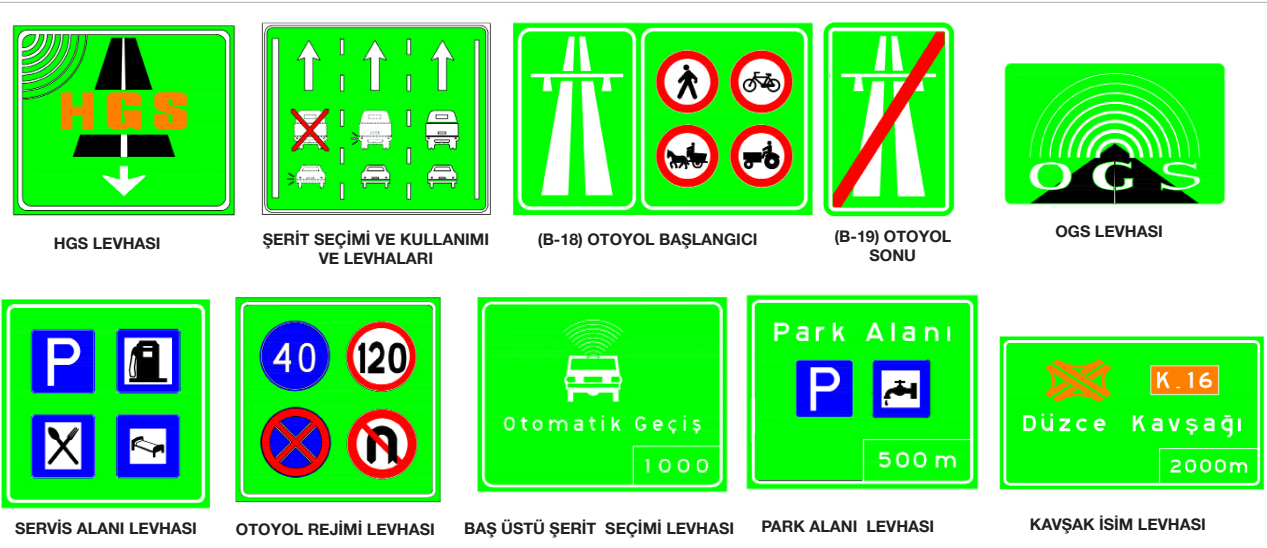 HGS
HGS LEVHASI
ŞERİT SEÇİMİ VE KULLANIMI
VE LEVHALARI
(B-18) OTOYOL BAŞLANGICI
(B-19) OTOYOL
SONU
OGS
OGS LEVHASI
P
SERVİS ALANI LEVHASI
40
120
OTOYOL REJİMİ LEVHASI
Otomatik Geçiş
1000
BAŞ ÜSTÜ ŞERİT SEÇİMİ LEVHASI
Park Alanı
P
500 m
PARK ALANI LEVHASI
K.16
Düzce Kavşağı
2000m
KAVŞAK İSİM LEVHASI